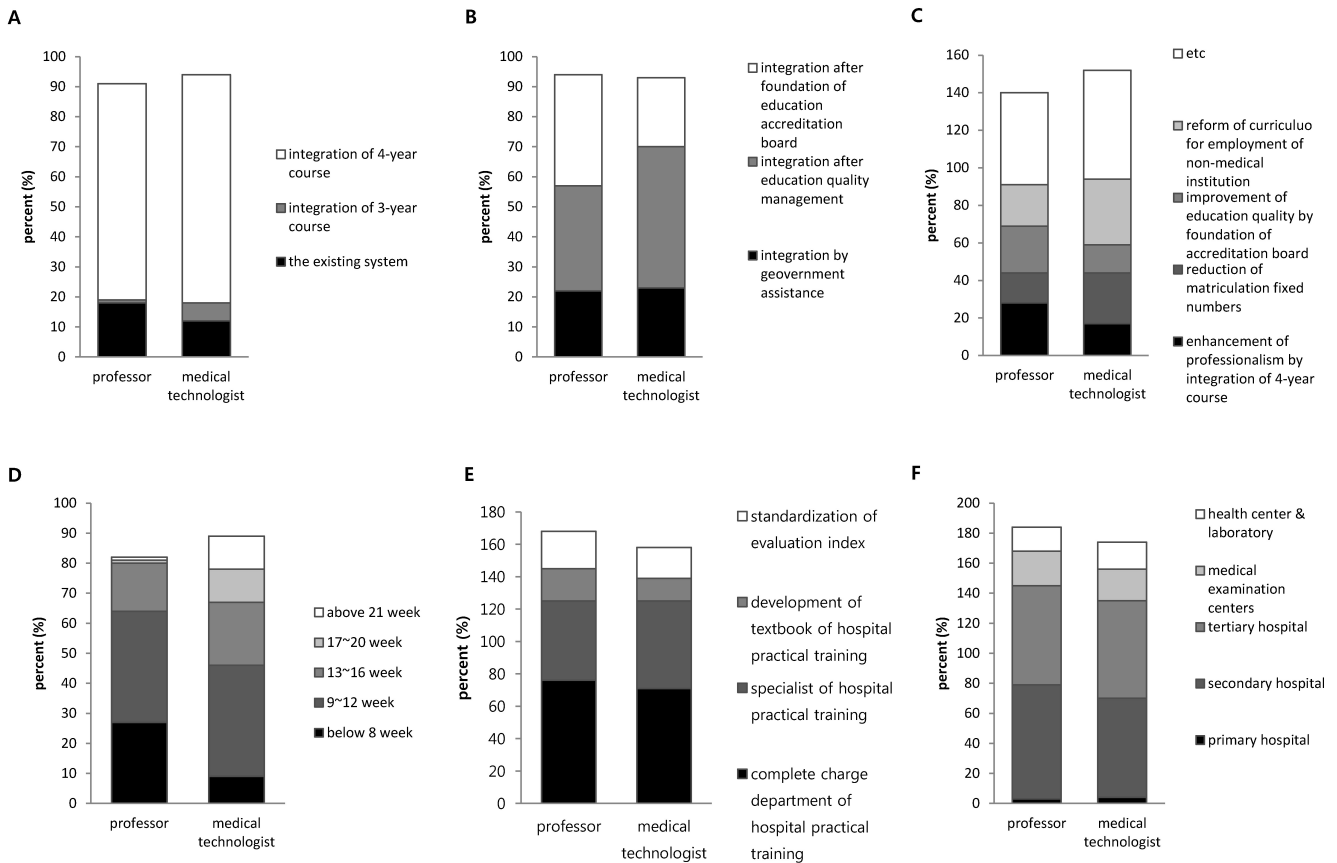 A
100
90
80
70
60
50
40
30
20
10
0
percent (%)
professor
medical
technologist
integration of 4-year
course
integration of 3-year
course
the existing system
B
100
90
80
70
60
50
40
30
20
10
0
percent (%)
professor
medical
technologist
integration after
foundation of
education
accreditation
board
integration after
education quality
management
integration by
geovernment
assistance
C
160
140
120
100
80
60
40
20
0
percent (%)
professor
medical
technologist
etc
reform of curriculuo
for employment of
non-medical
institution
improvement of
education quality by
foundation of
accreditation board
reduction of
matriculation fixed
numbers
enhancement of
professionalism by
integration of 4-year
course
D
100
90
80
70
60
50
40
30
20
10
0
percent (%)
professor
medical
technologist
above 21 week
17~20 week
13~16 week
9~12 week
below 8 week
E
180
160
140
120
100
80
60
40
20
0
percent (%)
professor
medical
technologist
standardization of
evaluation index
development of
textbook of hospital
practical training
specialist of hospital
practical training
complete charge
department of
hospital practical
training
F
200
180
160
140
120
100
80
60
40
20
0
percent (%)
professor
medical
technologist
health center &
laboratory
medical
examination
centers
tertiary hospital
secondary hospital
primary hospital